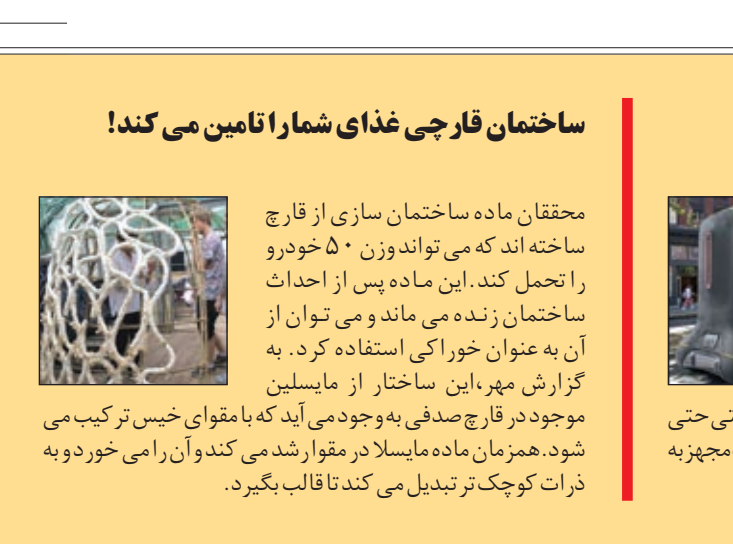 ساختمان قارچی غذای شما را تامین می کند!
محققان ماده ساختمان سازی از قارچ
ساخته اند که می تواند وزن ۵۰ خودرو
را تحمل کند. این ماده پس از احداث
ساختمان زنده می ماند و می توان از
آن به عنوان خوراکی استفاده کرد. به
گزارش مهر، این ساختار از مایسلین
موجود در قارچ صدفی به وجود می آید که با مقوای خیس ترکیب می
شود. همزمان ماده مایسلا در مقوا رشد می کند و آن را می خورد و به
ذرات کوچک تر تبدیل می کند تا قالب بگیرد.
حتی
مجهز به